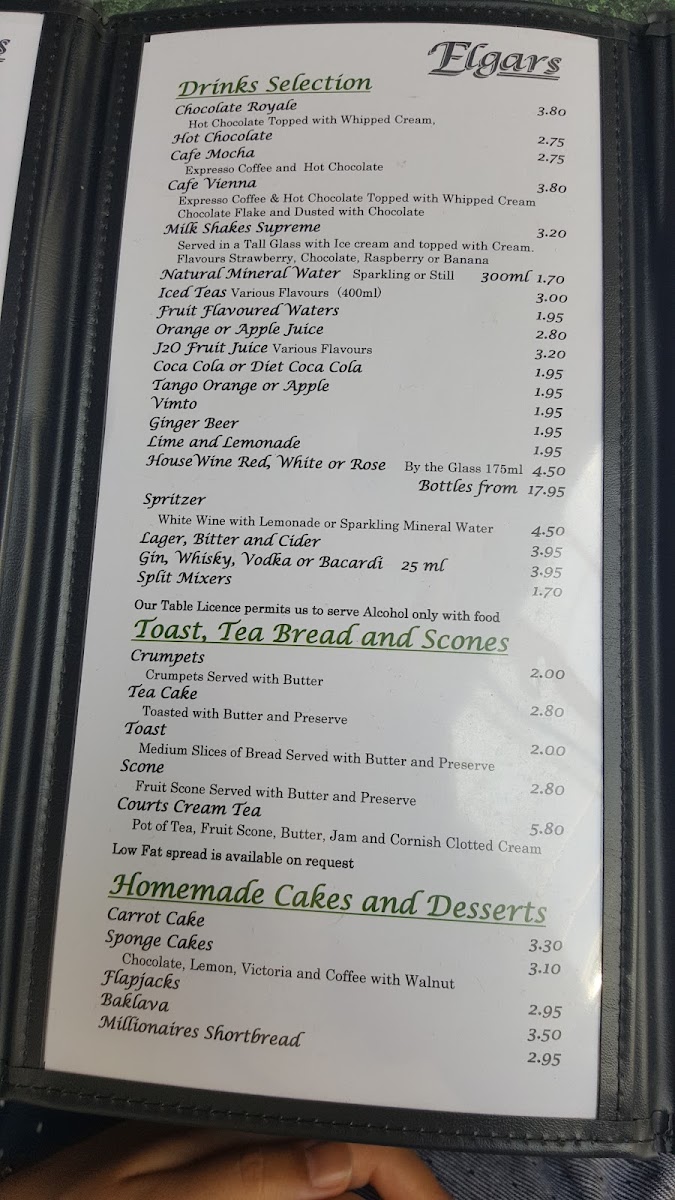 s
Elgars
Drinks Selection
Chocolate Royale 3.80
Hot Chocolate Topped with Whipped Cream,
Hot Chocolate 2.75
Cafe Mocha 2.75
Expresso Coffee and Hot Chocolate
Cafe Vienna 3.80
Expresso Coffee & Hot Chocolate Topped with Whipped Cream
Chocolate Flake and Dusted with Chocolate
Milk Shakes Supreme 3.20
Served in a Tall Glass with Ice cream and topped with Cream.
Flavours Strawberry, Chocolate, Raspberry or Banana
Natural Mineral Water Sparkling or Still 300ml 1.70
Iced Teas Various Flavours (400ml) 3.00
Fruit Flavoured Waters 1.95
Orange or Apple Juice 2.80
J2O Fruit Juice Various Flavours 3.20
Coca Cola or Diet Coca Cola 1.95
Tango Orange or Apple 1.95
Vimto 1.95
Ginger Beer 1.95
Lime and Lemonade 1.95
House Wine Red, White or Rose By the Glass 175ml 4.50
Bottles from 17.95
Spritzer
White Wine with Lemonade or Sparkling Mineral Water 4.50
Lager, Bitter and Cider 3.95
Gin, Whisky, Vodka or Bacardi 25 ml 3.95
Split Mixers 1.70
Our Table Licence permits us to serve Alcohol only with food
Toast, Tea Bread and Scones
Crumpets 2.00
Crumpets Served with Butter
Tea Cake 2.80
Toasted with Butter and Preserve
Toast 2.00
Medium Slices of Bread Served with Butter and Preserve
Scone 2.80
Fruit Scone Served with Butter and Preserve
Courts Cream Tea 5.80
Pot of Tea, Fruit Scone, Butter, Jam and Cornish Clotted Cream
Low Fat spread is available on request
Homemade Cakes and Desserts
Carrot Cake 3.30
Sponge Cakes 3.10
Chocolate, Lemon, Victoria and Coffee with Walnut
Flapjacks 2.95
Baklava 3.50
Millionaires Shortbread 2.95